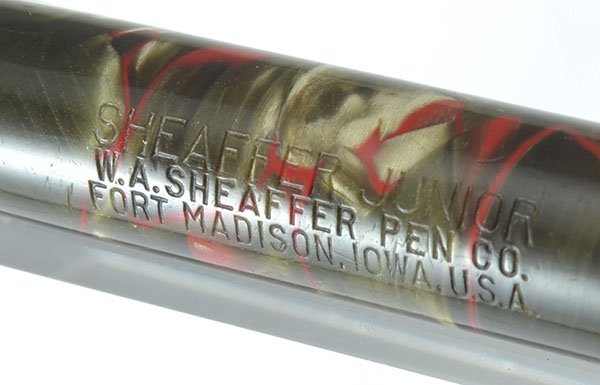 SHEAFFER JUNIOR
W.A.SHEAFFER PEN CO.
FORT MADISON.IOWA.U.S.A.